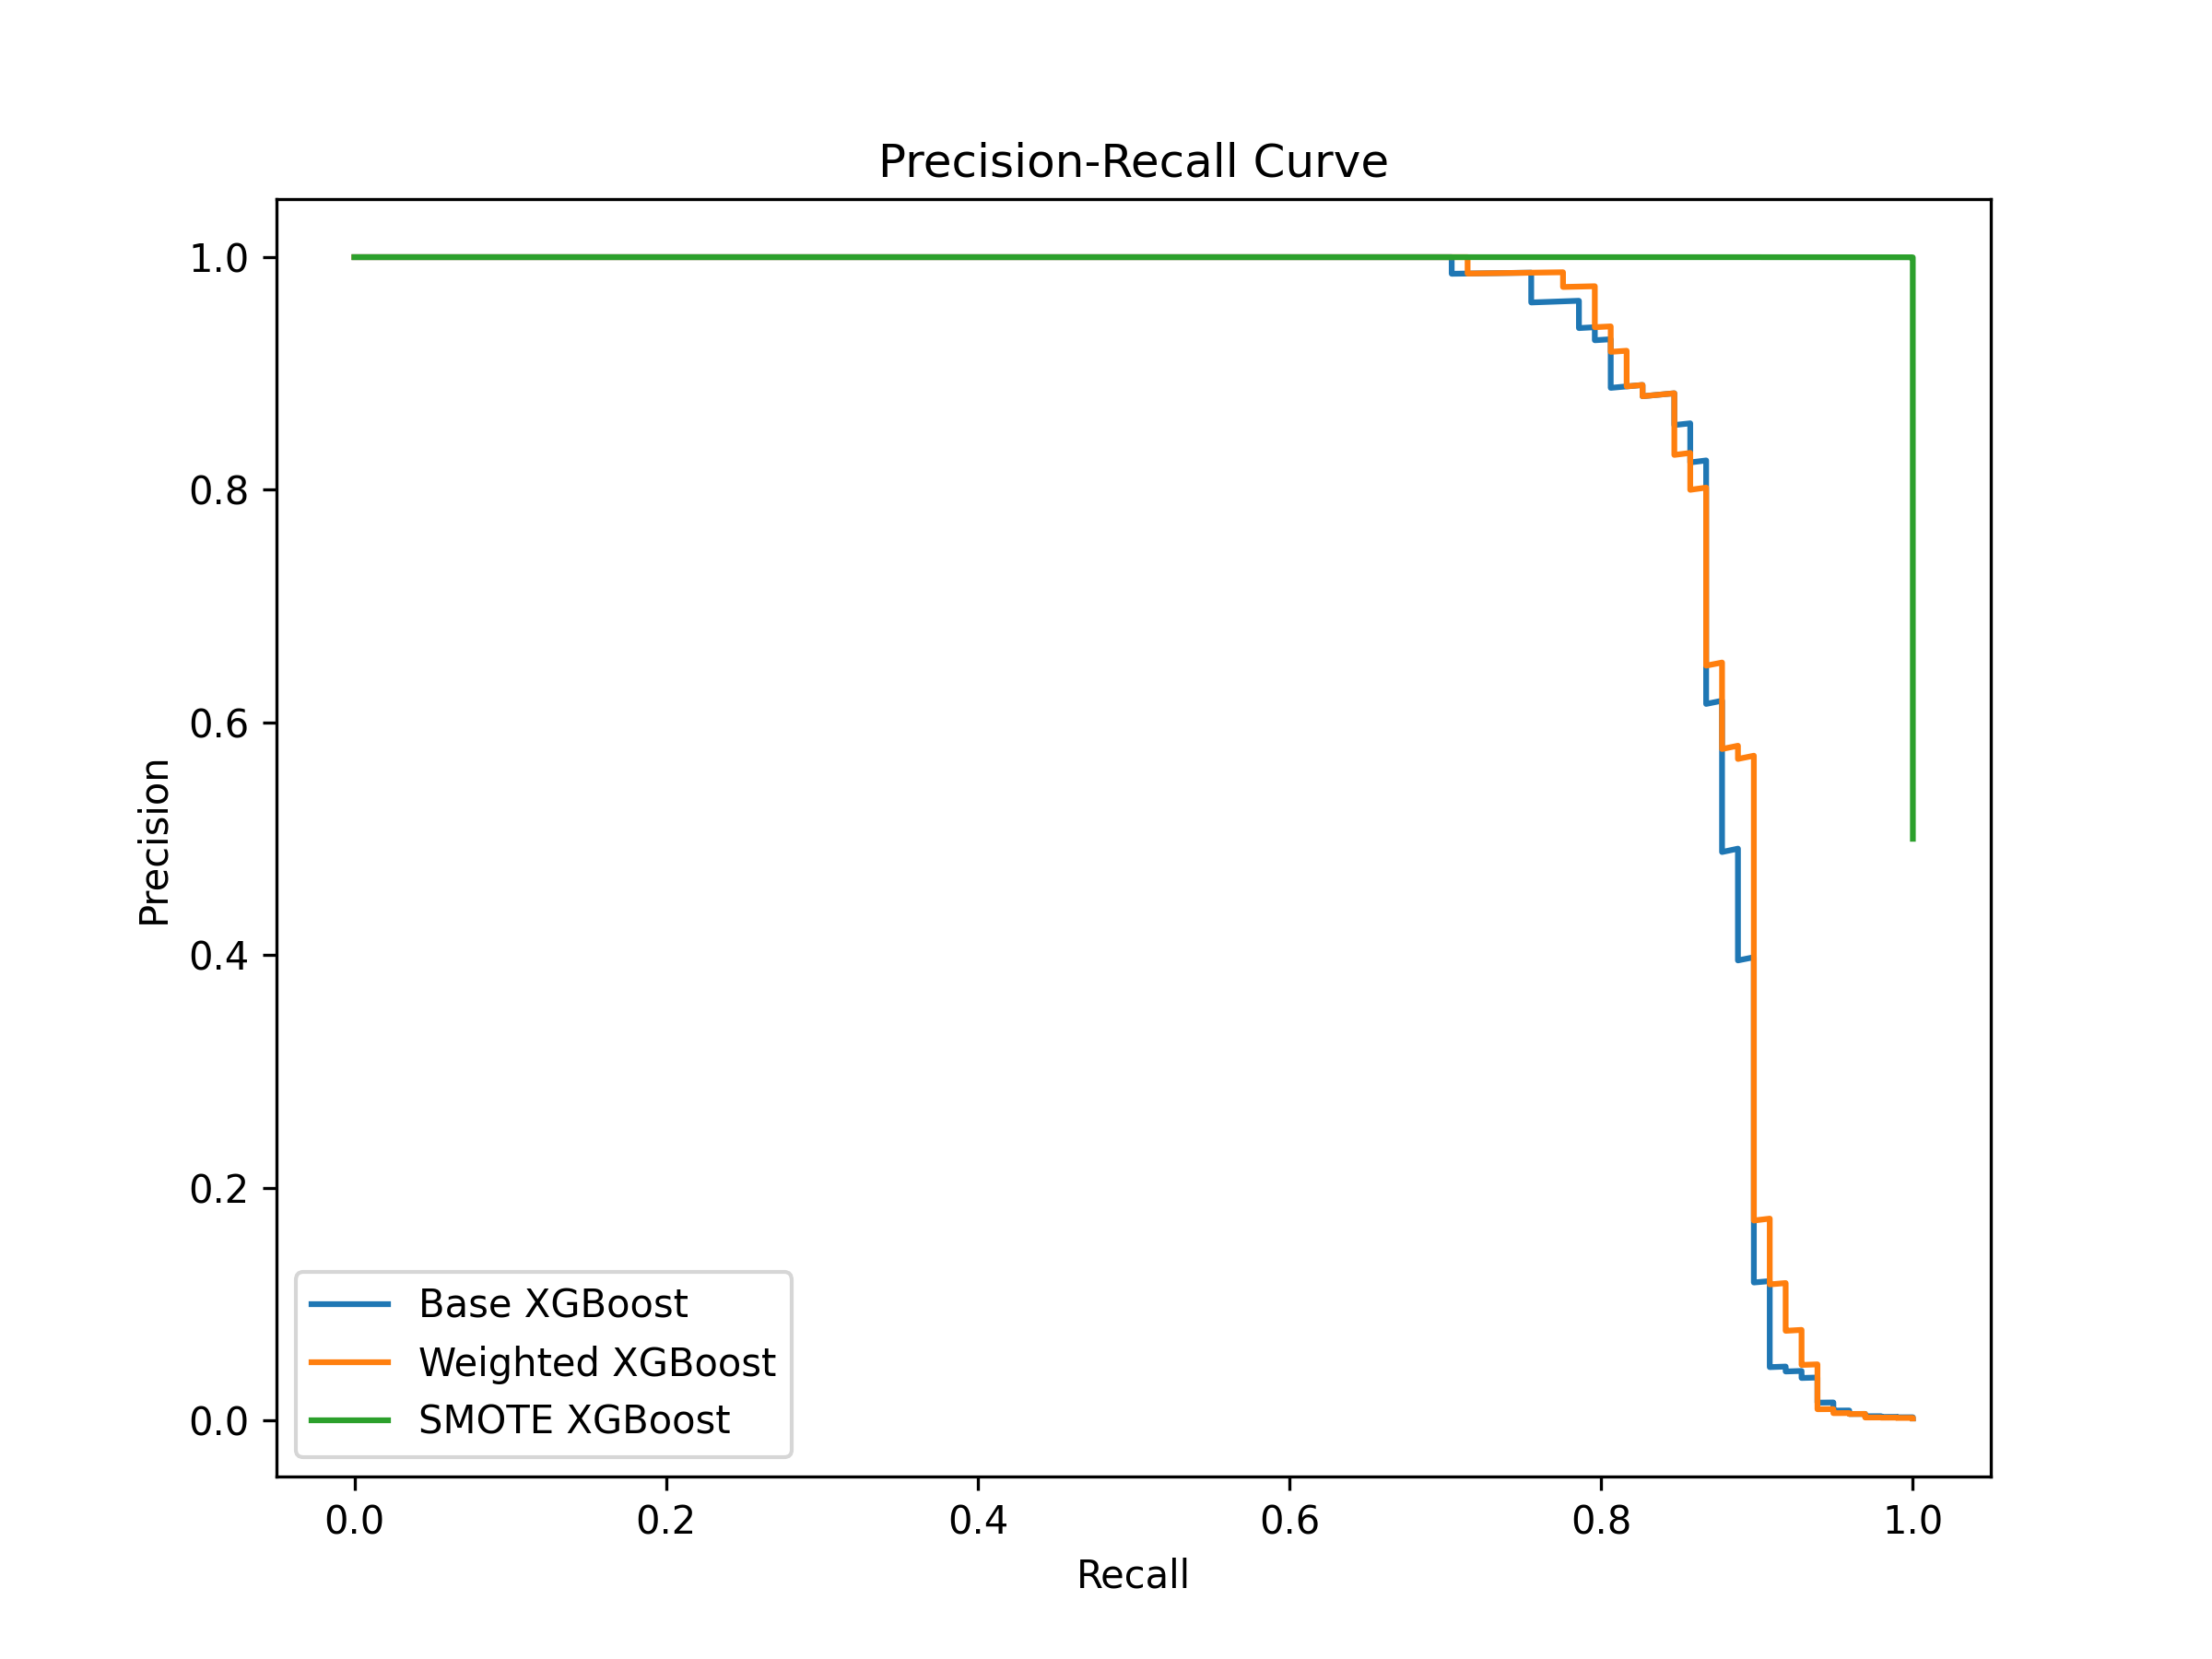 Precision-Recall Curve
1.0
0.8
0.6
0.4
0.2
0.0
Precision
Base XGBoost
Weighted XGBoost
SMOTE XGBoost
0.0 0.2 0.4 0.6 0.8 1.0
Recall